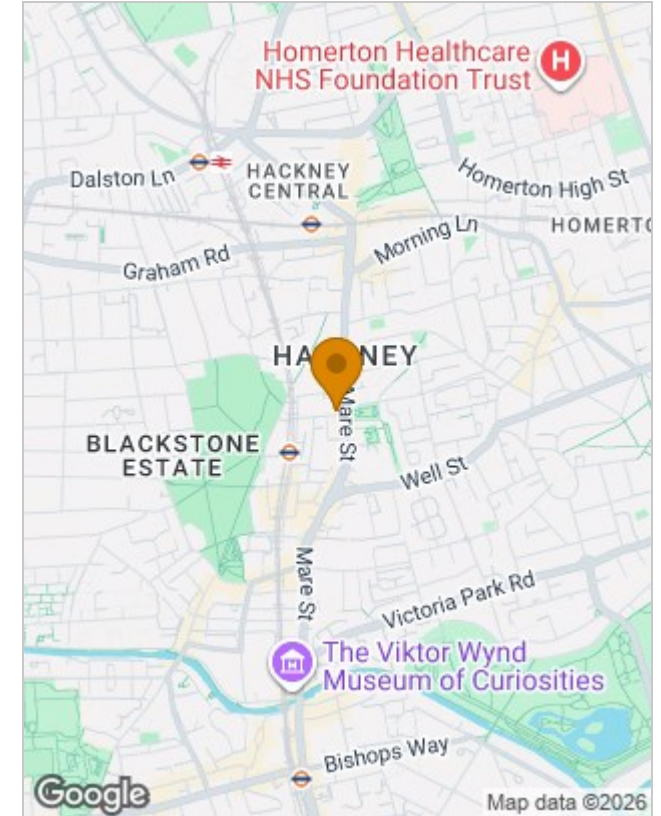 Homerton Healthcare
NHS Foundation Trust
H
Dalston Ln
HACKNEY
CENTRAL
Homerton High St
Morning Ln
HOMERTO
Graham Rd
HA NEY
Mare St
BLACKSTONE
ESTATE
Well St
Mare St
Victoria Park Rd
The Viktor Wynd
Museum of Curiosities
Bishops Way
Google
Map data ©2026